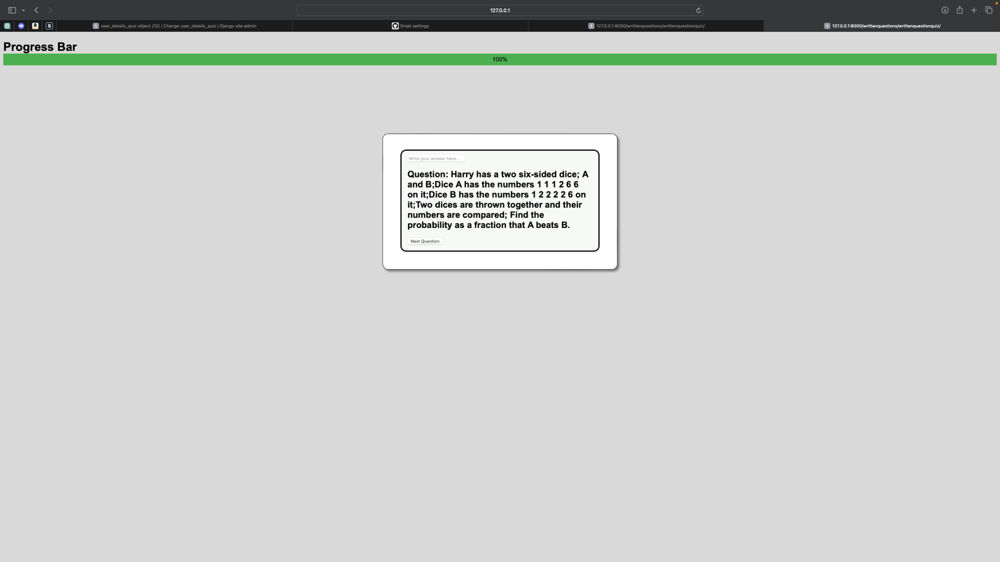 127.0.0.1
a
S
1 user_details_quiz object (12) | Change user_details_quiz | Django site admin
Email settings
1 127.0.0.1:8000/writtenquestions/writtenquestionquiz/
1 127.0.0.1:8000/writtenquestions/writtenquestionquiz/
Progress Bar
100%
Write your answer here...
Question: Harry has a two six-sided dice; A
and B;Dice A has the numbers 1 1 1 2 6 6
on it;Dice B has the numbers 1 2 2 2 2 6 on
it;Two dices are thrown together and their
numbers are compared; Find the
probability as a fraction that A beats B.
Next Question